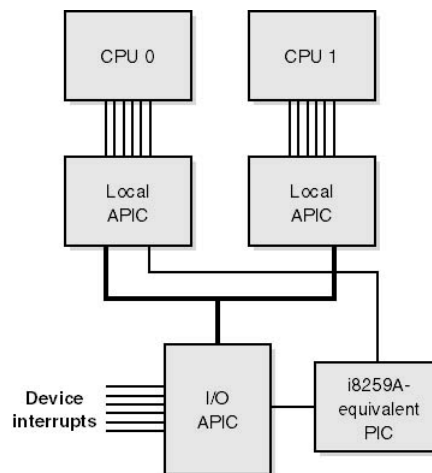 CPU 0
CPU 1
Local
APIC
Local
APIC
Device
interrupts
I/O
APIC
i8259A-
equivalent
PIC